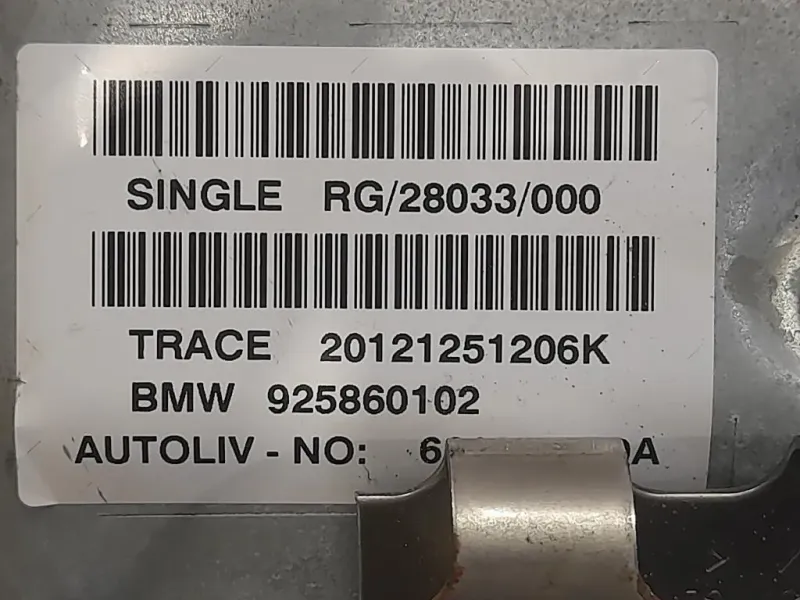 SINGLE RG/28033/000
TRACE 20121251206K
BMW 925860102
AUTOLIV - NO: